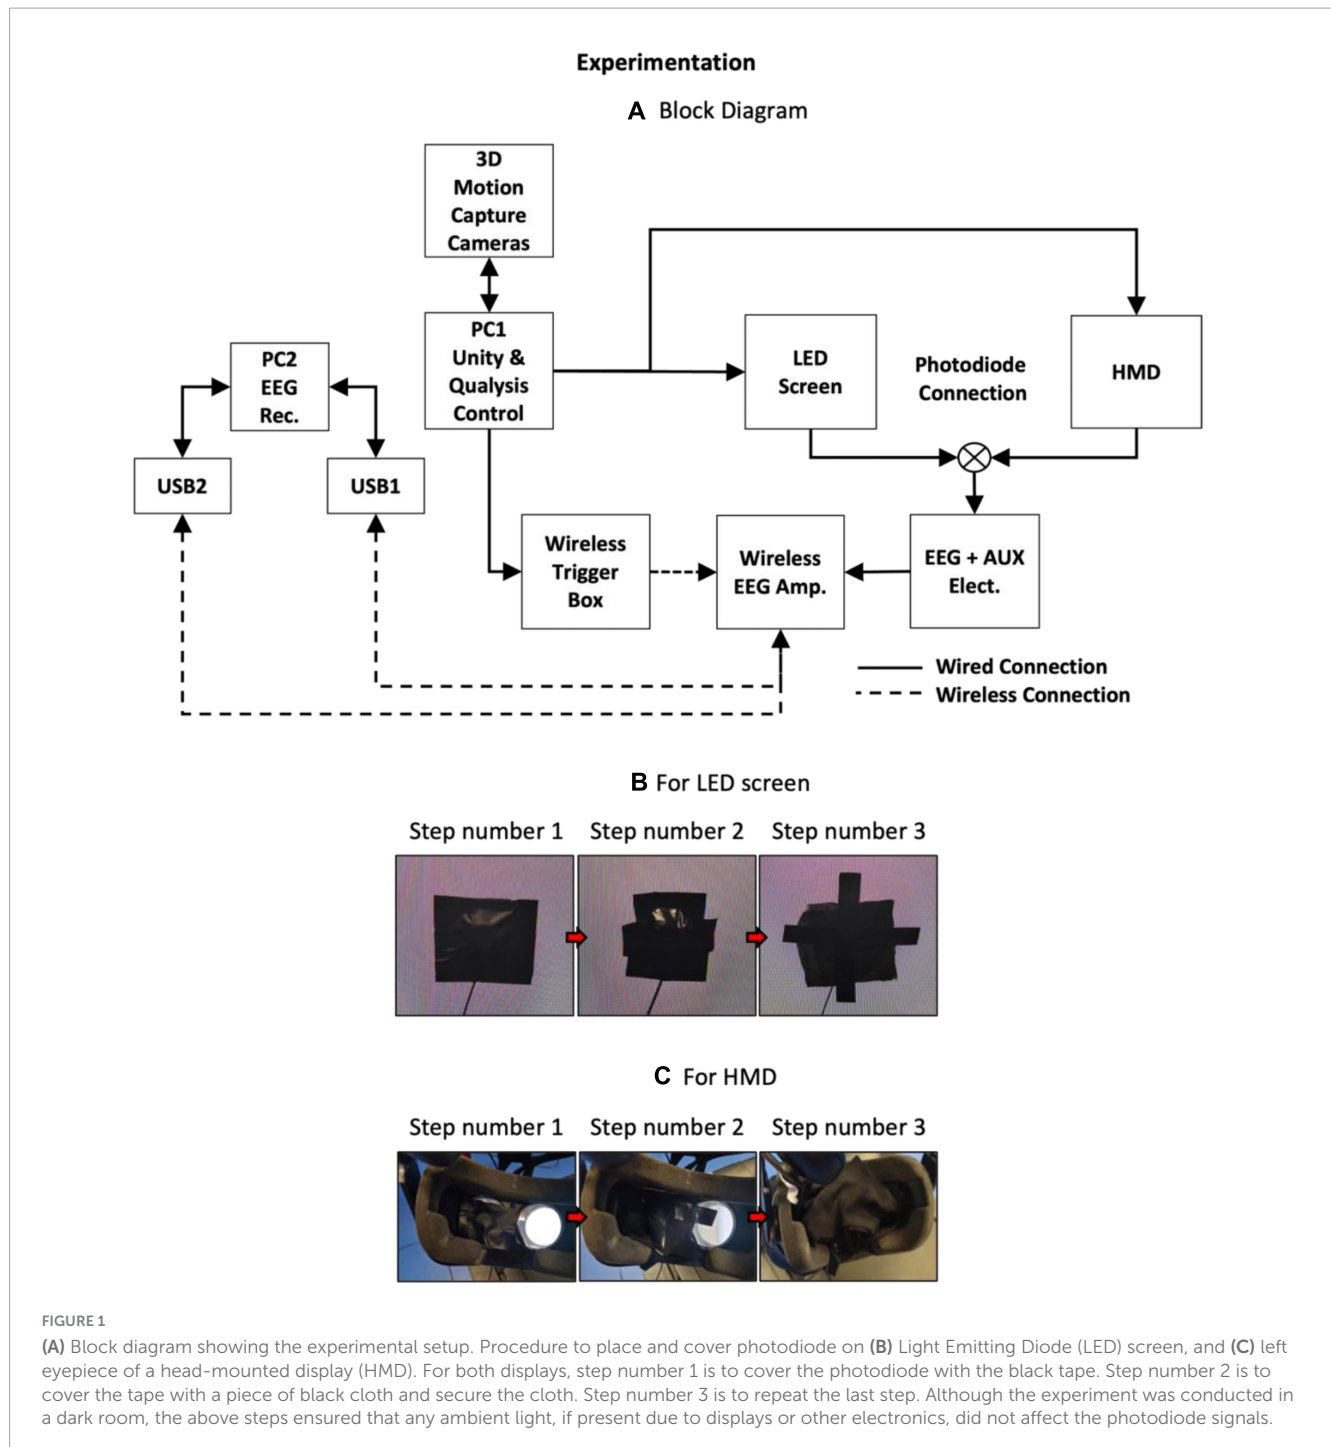 Experimentation
A Block Diagram
3D
Motion
Capture
Cameras
PC1
Unity &
Qualysis
Control
PC2
EEG
Rec.
USB2
USB1
LED
Screen
Photodiode
Connection
HMD
Wireless
Trigger
Box
Wireless
EEG Amp.
EEG + AUX
Elect.
Wired Connection
Wireless Connection
B For LED screen
Step number 1 Step number 2 Step number 3
C For HMD
Step number 1 Step number 2 Step number 3
FIGURE 1
(A) Block diagram showing the experimental setup. Procedure to place and cover photodiode on (B) Light Emitting Diode (LED) screen, and (C) left
eyepiece of a head-mounted display (HMD). For both displays, step number 1 is to cover the photodiode with the black tape. Step number 2 is to
cover the tape with a piece of black cloth and secure the cloth. Step number 3 is to repeat the last step. Although the experiment was conducted in
a dark room, the above steps ensured that any ambient light, if present due to displays or other electronics, did not affect the photodiode signals.